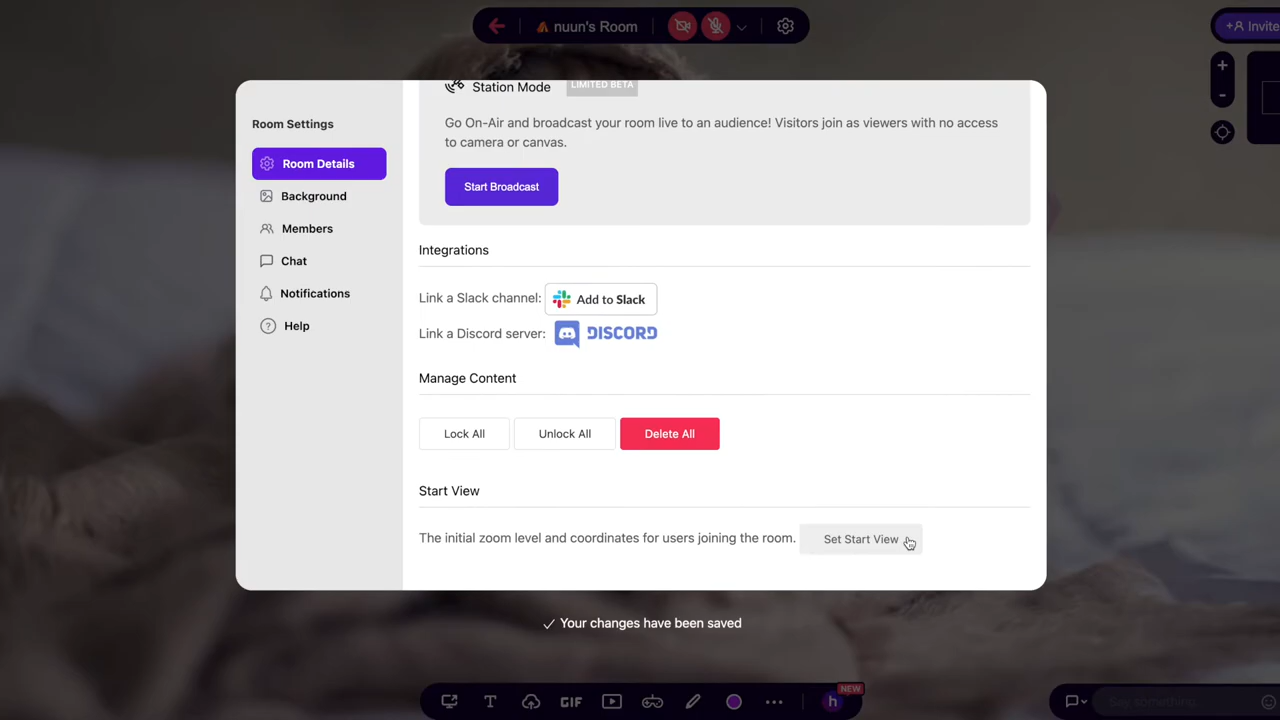 nuun's Room
Invite
+
-
Room Settings
Room Details
Background
Members
Chat
Notifications
Help
Station Mode LIMITED BETA
Go On-Air and broadcast your room live to an audience! Visitors join as viewers with no access
to camera or canvas.
Start Broadcast
Integrations
Link a Slack channel: Add to Slack
Link a Discord server: DISCORD
Manage Content
Lock All Unlock All Delete All
Start View
The initial zoom level and coordinates for users joining the room. Set Start View
Your changes have been saved
T GIF h NEW
Say something